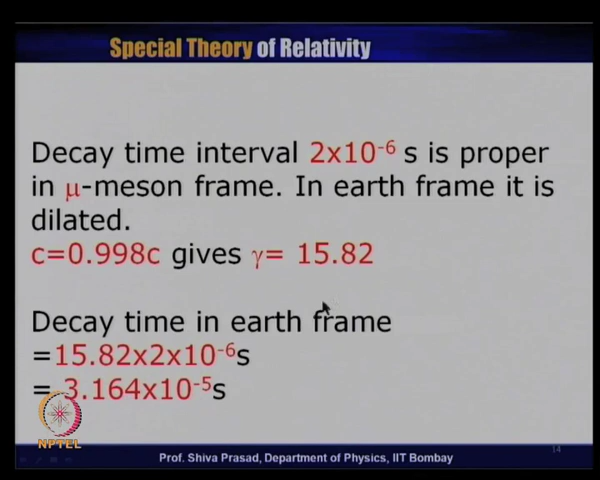 Special Theory of Relativity
Decay time interval 2x10⁻⁶ s is proper
in μ-meson frame. In earth frame it is
dilated.
c=0.998c gives γ= 15.82
Decay time in earth frame
=15.82x2x10⁻⁶s
= 3.164x10⁻⁵s
NPTEL
14
Prof. Shiva Prasad, Department of Physics, IIT Bombay